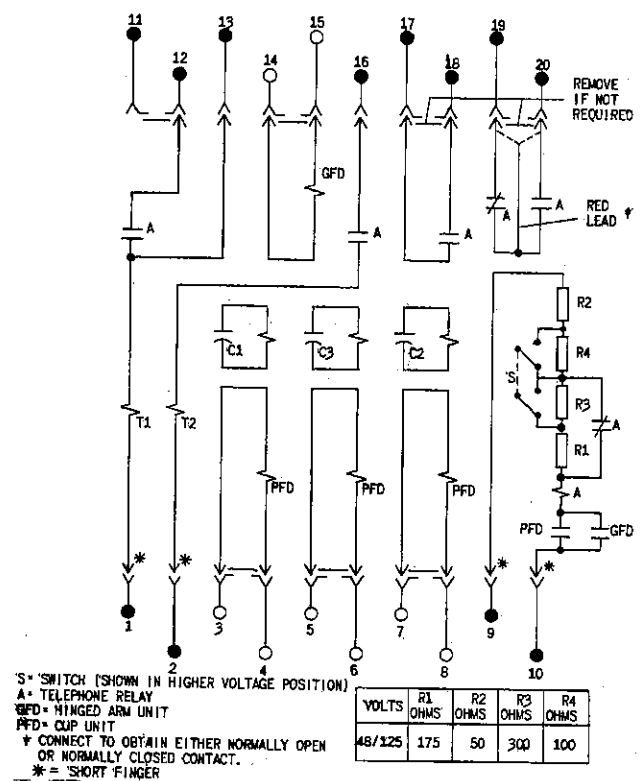 11
13
15
17
19
12
14
16
18
20
REMOVE
IF NOT
REQUIRED
GFD
A
A
A
A
A
RED
LEAD +
R2
C1
C3
C2
R4
S
R3
A
T1
T2
R1
A
PFD
PFD
PFD
PFD
GFD
*
*
*
*
1
3
5
7
9
2
4
6
8
10
S= SWITCH (SHOWN IN HIGHER VOLTAGE POSITION)
A= TELEPHONE RELAY
GFD= HINGED ARM UNIT
PFD= CUP UNIT
+ CONNECT TO OBTAIN EITHER NORMALLY OPEN
OR NORMALLY CLOSED CONTACT.
* = SHORT FINGER
VOLTS R1 OHMS R2 OHMS R3 OHMS R4 OHMS
48/125 175 50 300 100